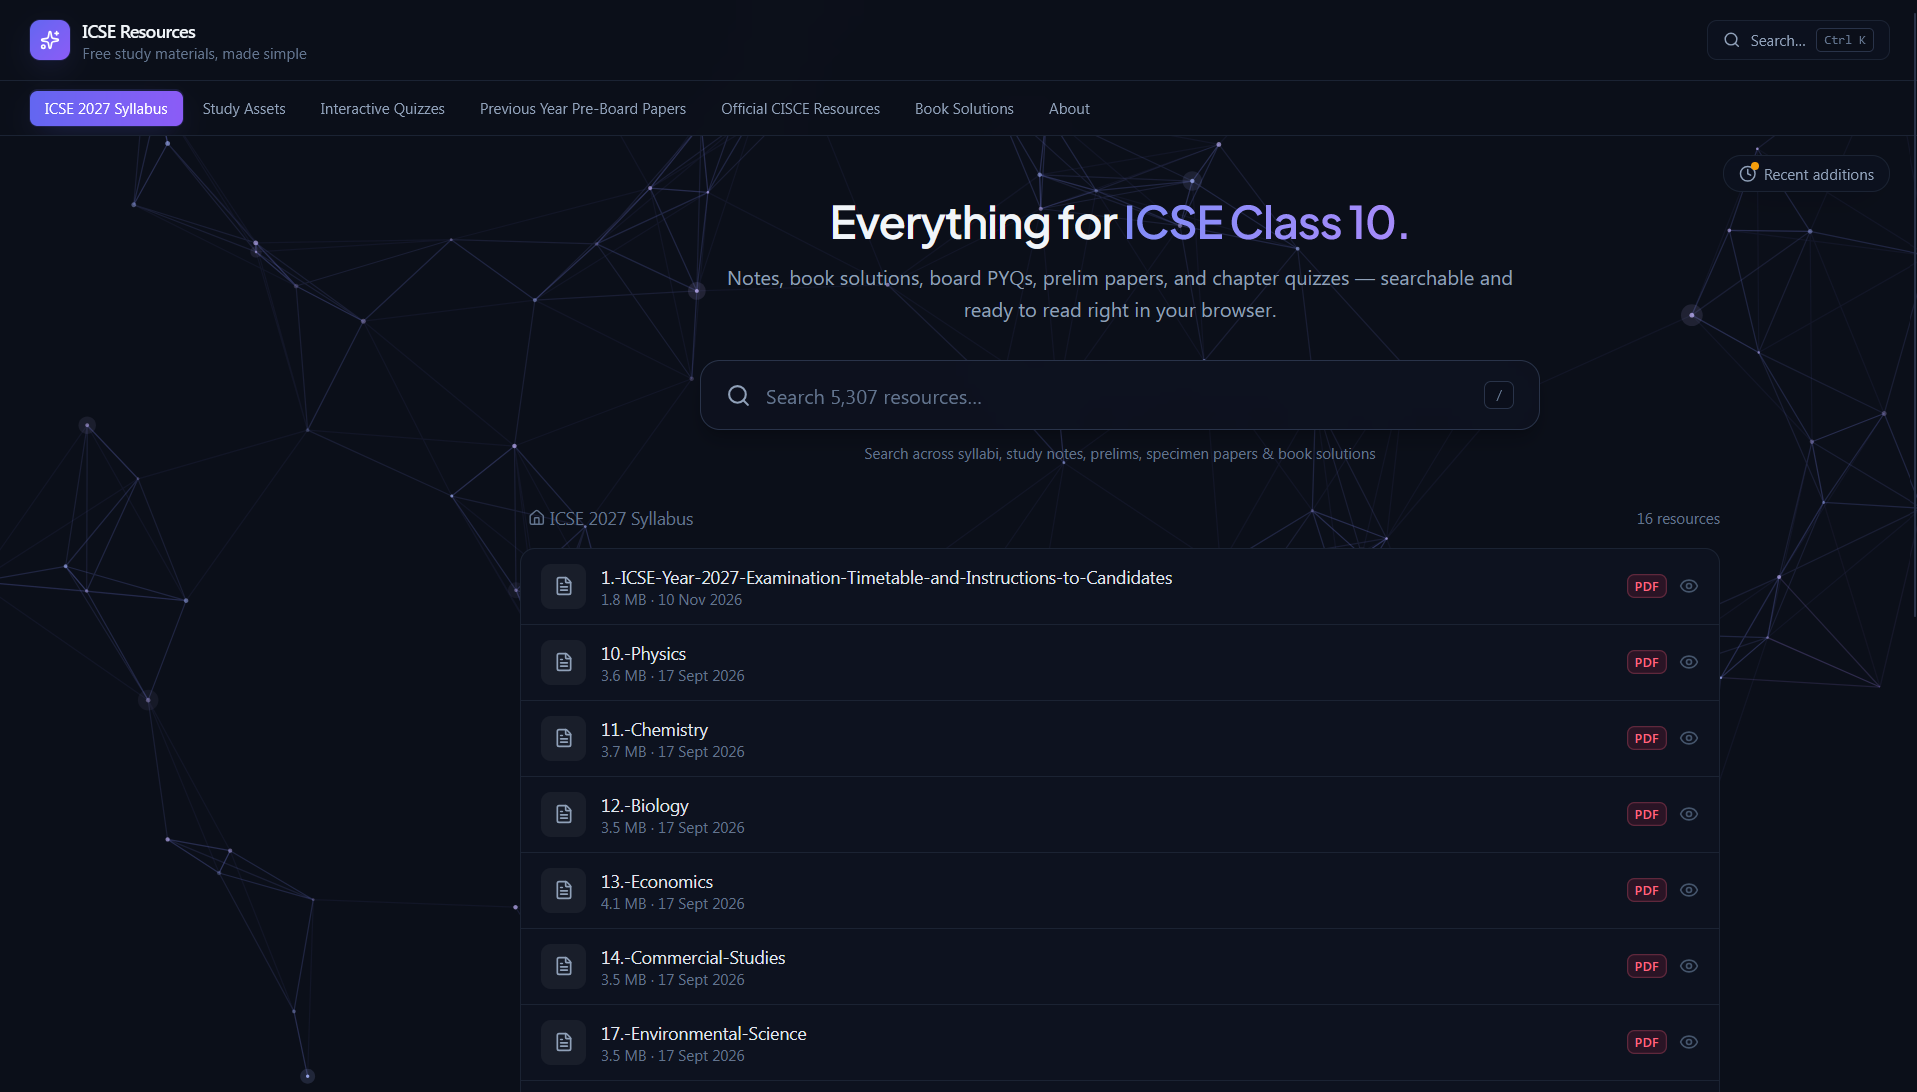 ICSE Resources
Free study materials, made simple
Search...
Ctrl K
ICSE 2027 Syllabus
Study Assets
Interactive Quizzes
Previous Year Pre-Board Papers
Official CISCE Resources
Book Solutions
About
Recent additions
Everything for ICSE Class 10.
Notes, book solutions, board PYQs, prelim papers, and chapter quizzes — searchable and
ready to read right in your browser.
Search 5,307 resources...
/
Search across syllabi, study notes, prelims, specimen papers & book solutions
ICSE 2027 Syllabus
16 resources
1.-ICSE-Year-2027-Examination-Timetable-and-Instructions-to-Candidates
1.8 MB · 10 Nov 2026
PDF
10.-Physics
3.6 MB · 17 Sept 2026
PDF
11.-Chemistry
3.7 MB · 17 Sept 2026
PDF
12.-Biology
3.5 MB · 17 Sept 2026
PDF
13.-Economics
4.1 MB · 17 Sept 2026
PDF
14.-Commercial-Studies
3.5 MB · 17 Sept 2026
PDF
17.-Environmental-Science
3.5 MB · 17 Sept 2026
PDF